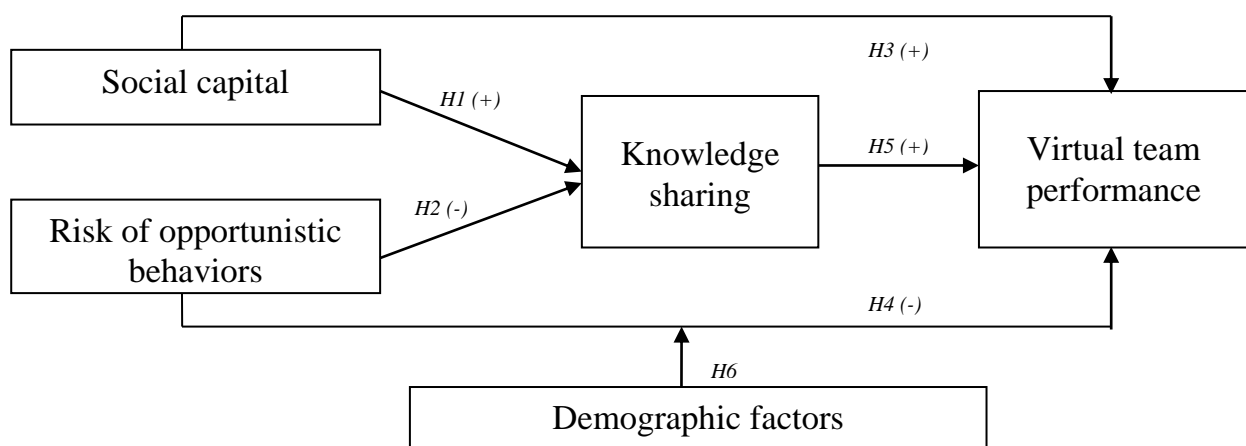 H3 (+)
Social capital
H1 (+)
Knowledge
sharing
H5 (+)
Virtual team
performance
H2 (-)
Risk of opportunistic
behaviors
H4 (-)
H6
Demographic factors